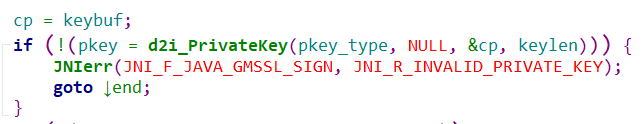 cp = keybuf;
if (!(pkey = d2i_PrivateKey(pkey_type, NULL, &cp, keylen))) {
JNIerr(JNI_F_JAVA_GMSSL_SIGN, JNI_R_INVALID_PRIVATE_KEY);
goto ↓end;
}